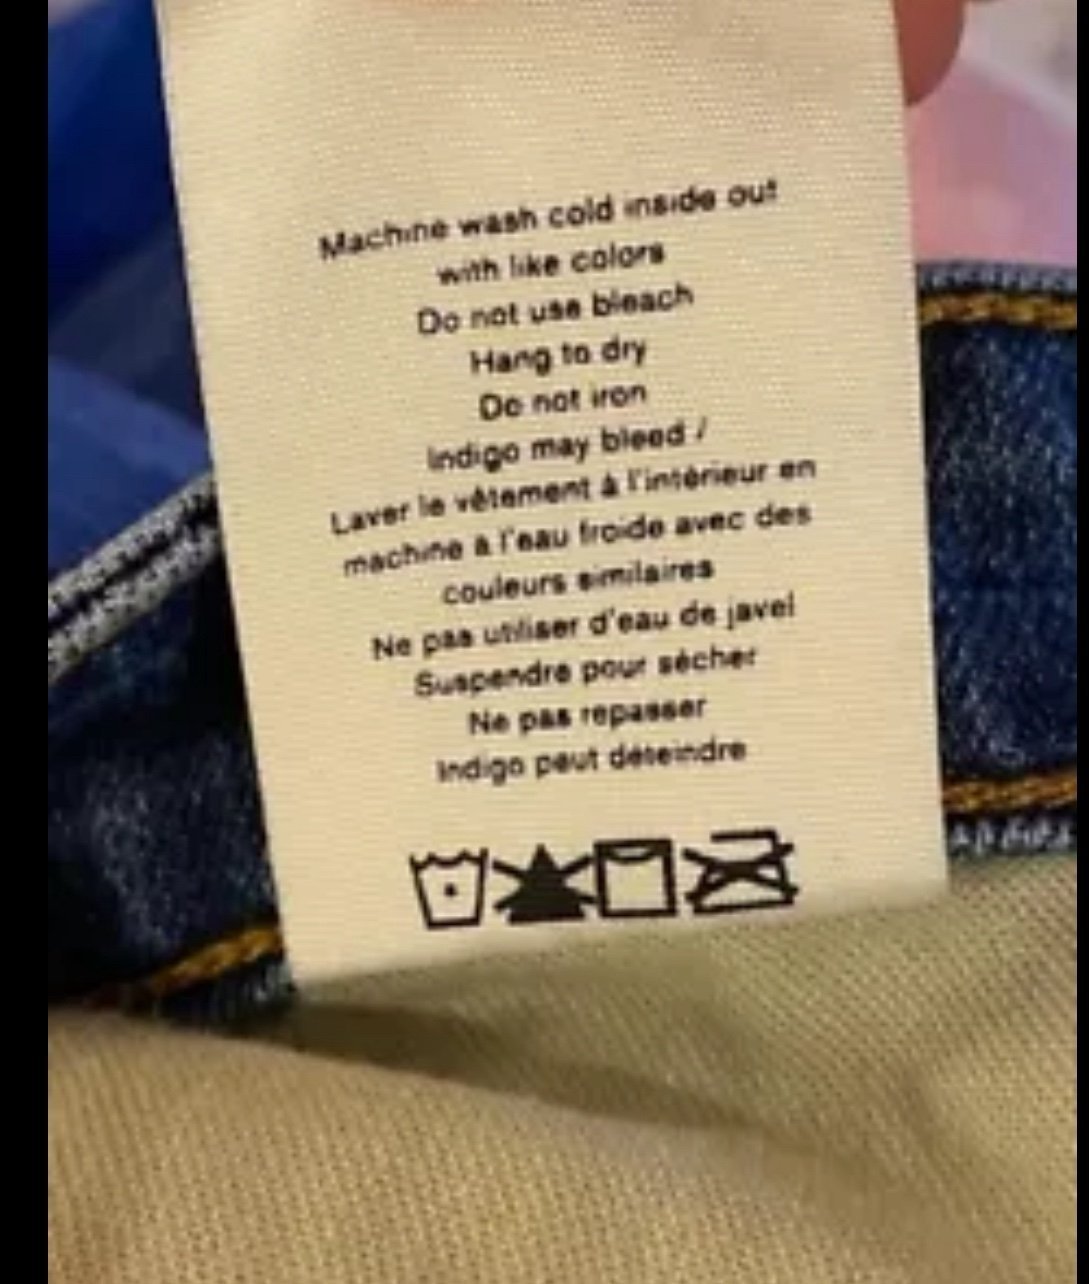 Machine wash cold inside out
with like colors
Do not use bleach
Hang to dry
Do not iron
Indigo may bleed /
Laver le vêtement à l'intérieur en
machine à l'eau froide avec des
couleurs similaires
Ne pas utiliser d'eau de javel
Suspendre pour sécher
Ne pas repasser
Indigo peut déteindre